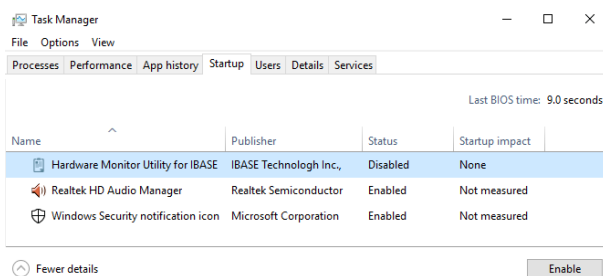 Task Manager
File Options View
Processes Performance App history Startup Users Details Services
Last BIOS time: 9.0 seconds
Name Publisher Status Startup impact
Hardware Monitor Utility for IBASE IBASE Technologh Inc., Disabled None
Realtek HD Audio Manager Realtek Semiconductor Enabled Not measured
Windows Security notification icon Microsoft Corporation Enabled Not measured
Fewer details Enable